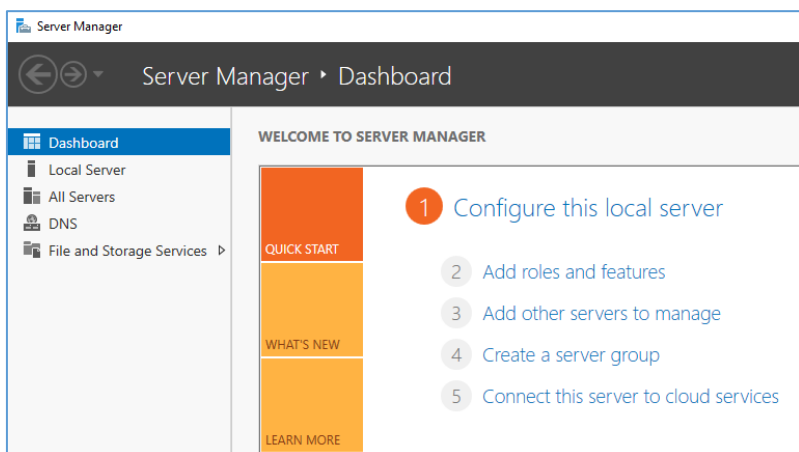 Server Manager
Server Manager ‣ Dashboard
Dashboard
Local Server
All Servers
DNS
File and Storage Services
WELCOME TO SERVER MANAGER
QUICK START
WHAT'S NEW
LEARN MORE
1 Configure this local server
2 Add roles and features
3 Add other servers to manage
4 Create a server group
5 Connect this server to cloud services